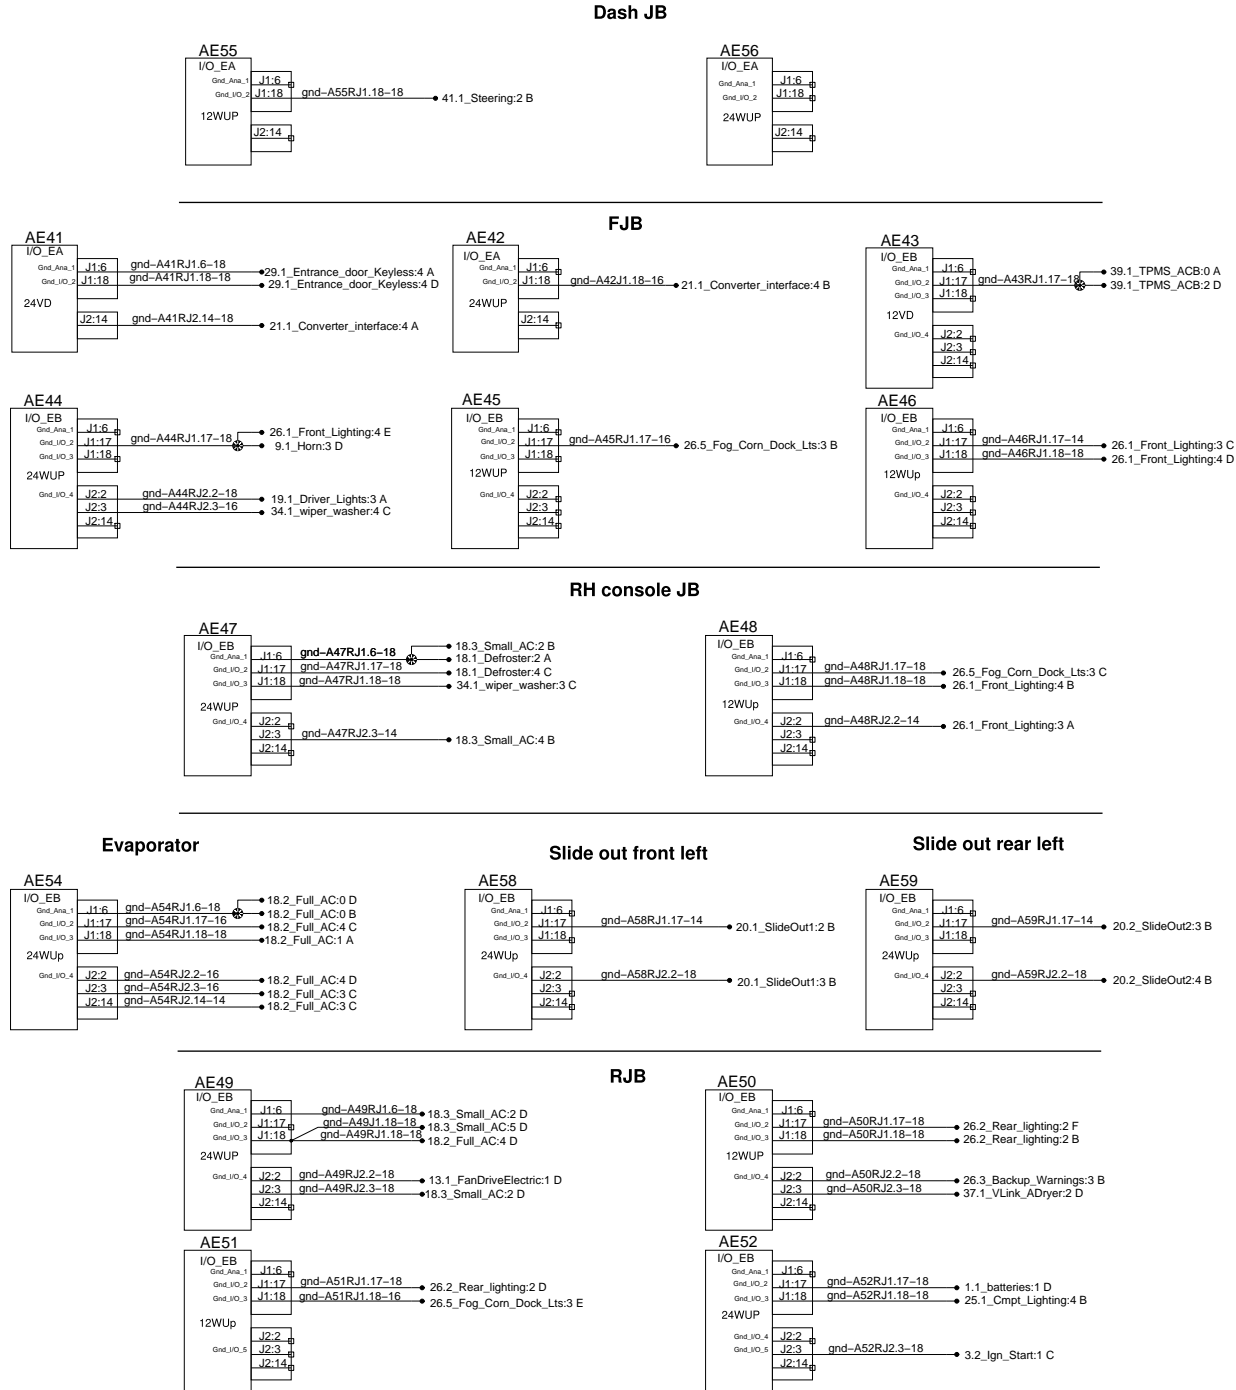 Dash JB
AE55
I/O_EA
Gnd_Ana_1 J1:6
Gnd_I/O_2 J1:18 gnd-A55RJ1.18-18 41.1_Steering:2 B
12WUP
J2:14
AE56
I/O_EA
Gnd_Ana_1 J1:6
Gnd_I/O_2 J1:18
24WUP
J2:14
FJB
AE41
I/O_EA
Gnd_Ana_1 J1:6 gnd-A41RJ1.6-18 29.1_Entrance_door_Keyless:4 A
Gnd_I/O_2 J1:18 gnd-A41RJ1.18-18 29.1_Entrance_door_Keyless:4 D
24VD
J2:14 gnd-A41RJ2.14-18 21.1_Converter_interface:4 A
AE42
I/O_EA
Gnd_Ana_1 J1:6
Gnd_I/O_2 J1:18 gnd-A42J1.18-16 21.1_Converter_interface:4 B
24WUP
J2:14
AE43
I/O_EB
Gnd_Ana_1 J1:6 39.1_TPMS_ACB:0 A
Gnd_I/O_2 J1:17 gnd-A43RJ1.17-18 39.1_TPMS_ACB:2 D
Gnd_I/O_3 J1:18
12VD
Gnd_I/O_4 J2:2
J2:3
J2:14
AE44
I/O_EB
Gnd_Ana_1 J1:6 26.1_Front_Lighting:4 E
Gnd_I/O_2 J1:17 gnd-A44RJ1.17-18 9.1_Horn:3 D
Gnd_I/O_3 J1:18
24WUP
Gnd_I/O_4 J2:2 gnd-A44RJ2.2-18 19.1_Driver_Lights:3 A
J2:3 gnd-A44RJ2.3-16 34.1_wiper_washer:4 C
J2:14
AE45
I/O_EB
Gnd_Ana_1 J1:6
Gnd_I/O_2 J1:17 gnd-A45RJ1.17-16 26.5_Fog_Corn_Dock_Lts:3 B
Gnd_I/O_3 J1:18
12WUP
Gnd_I/O_4 J2:2
J2:3
J2:14
AE46
I/O_EB
Gnd_Ana_1 J1:6
Gnd_I/O_2 J1:17 gnd-A46RJ1.17-14 26.1_Front_Lighting:3 C
Gnd_I/O_3 J1:18 gnd-A46RJ1.18-18 26.1_Front_Lighting:4 D
12WUp
Gnd_I/O_4 J2:2
J2:3
J2:14
RH console JB
AE47
I/O_EB
18.3_Small_AC:2 B
Gnd_Ana_1 J1:6 gnd-A47RJ1.6-18 18.1_Defroster:2 A
Gnd_I/O_2 J1:17 gnd-A47RJ1.17-18 18.1_Defroster:4 C
Gnd_I/O_3 J1:18 gnd-A47RJ1.18-18 34.1_wiper_washer:3 C
24WUP
Gnd_I/O_4 J2:2
J2:3 gnd-A47RJ2.3-14 18.3_Small_AC:4 B
J2:14
AE48
I/O_EB
Gnd_Ana_1 J1:6
Gnd_I/O_2 J1:17 gnd-A48RJ1.17-18 26.5_Fog_Corn_Dock_Lts:3 C
Gnd_I/O_3 J1:18 gnd-A48RJ1.18-18 26.1_Front_Lighting:4 B
12WUp
Gnd_I/O_4 J2:2 gnd-A48RJ2.2-14 26.1_Front_Lighting:3 A
J2:3
J2:14
Evaporator
AE54
I/O_EB
18.2_Full_AC:0 D
Gnd_Ana_1 J1:6 gnd-A54RJ1.6-18 18.2_Full_AC:0 B
Gnd_I/O_2 J1:17 gnd-A54RJ1.17-16 18.2_Full_AC:4 C
Gnd_I/O_3 J1:18 gnd-A54RJ1.18-18 18.2_Full_AC:1 A
24WUp
Gnd_I/O_4 J2:2 gnd-A54RJ2.2-16 18.2_Full_AC:4 D
J2:3 gnd-A54RJ2.3-16 18.2_Full_AC:3 C
J2:14 gnd-A54RJ2.14-14 18.2_Full_AC:3 C
Slide out front left
AE58
I/O_EB
Gnd_Ana_1 J1:6
Gnd_I/O_2 J1:17 gnd-A58RJ1.17-14 20.1_SlideOut1:2 B
Gnd_I/O_3 J1:18
24WUp
Gnd_I/O_4 J2:2 gnd-A58RJ2.2-18 20.1_SlideOut1:3 B
J2:3
J2:14
Slide out rear left
AE59
I/O_EB
Gnd_Ana_1 J1:6
Gnd_I/O_2 J1:17 gnd-A59RJ1.17-14 20.2_SlideOut2:3 B
Gnd_I/O_3 J1:18
24WUp
Gnd_I/O_4 J2:2 gnd-A59RJ2.2-18 20.2_SlideOut2:4 B
J2:3
J2:14
RJB
AE49
I/O_EB
Gnd_Ana_1 J1:6 gnd-A49RJ1.6-18 18.3_Small_AC:2 D
Gnd_I/O_2 J1:17 gnd-A49J1.18-18 18.3_Small_AC:5 D
Gnd_I/O_3 J1:18 gnd-A49RJ1.18-18 18.2_Full_AC:4 D
24WUP
Gnd_I/O_4 J2:2 gnd-A49RJ2.2-18 13.1_FanDriveElectric:1 D
J2:3 gnd-A49RJ2.3-18 18.3_Small_AC:2 D
J2:14
AE50
I/O_EB
Gnd_Ana_1 J1:6
Gnd_I/O_2 J1:17 gnd-A50RJ1.17-18 26.2_Rear_lighting:2 F
Gnd_I/O_3 J1:18 gnd-A50RJ1.18-18 26.2_Rear_lighting:2 B
12WUP
Gnd_I/O_4 J2:2 gnd-A50RJ2.2-18 26.3_Backup_Warnings:3 B
J2:3 gnd-A50RJ2.3-18 37.1_VLink_ADryer:2 D
J2:14
AE51
I/O_EB
Gnd_Ana_1 J1:6
Gnd_I/O_2 J1:17 gnd-A51RJ1.17-18 26.2_Rear_lighting:2 D
Gnd_I/O_3 J1:18 gnd-A51RJ1.18-16 26.5_Fog_Corn_Dock_Lts:3 E
12WUp
J2:2
Gnd_I/O_5 J2:3
J2:14
AE52
I/O_EB
Gnd_Ana_1 J1:6
Gnd_I/O_2 J1:17 gnd-A52RJ1.17-18 1.1_batteries:1 D
Gnd_I/O_3 J1:18 gnd-A52RJ1.18-18 25.1_Cmpt_Lighting:4 B
24WUP
Gnd_I/O_4 J2:2
Gnd_I/O_5 J2:3 gnd-A52RJ2.3-18 3.2_Ign_Start:1 C
J2:14